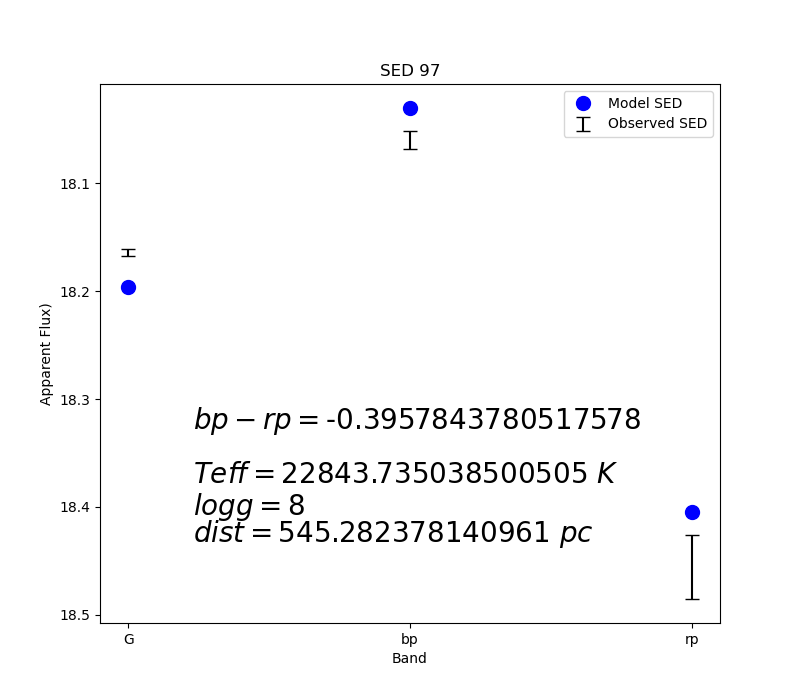 SED 97
Model SED
Observed SED
18.1
18.2
18.3
18.4
18.5
Apparent Flux)
bp − rp = -0.3957843780517578
Teff = 22843.735038500505 K
logg = 8
dist = 545.282378140961 pc
G bp rp
Band